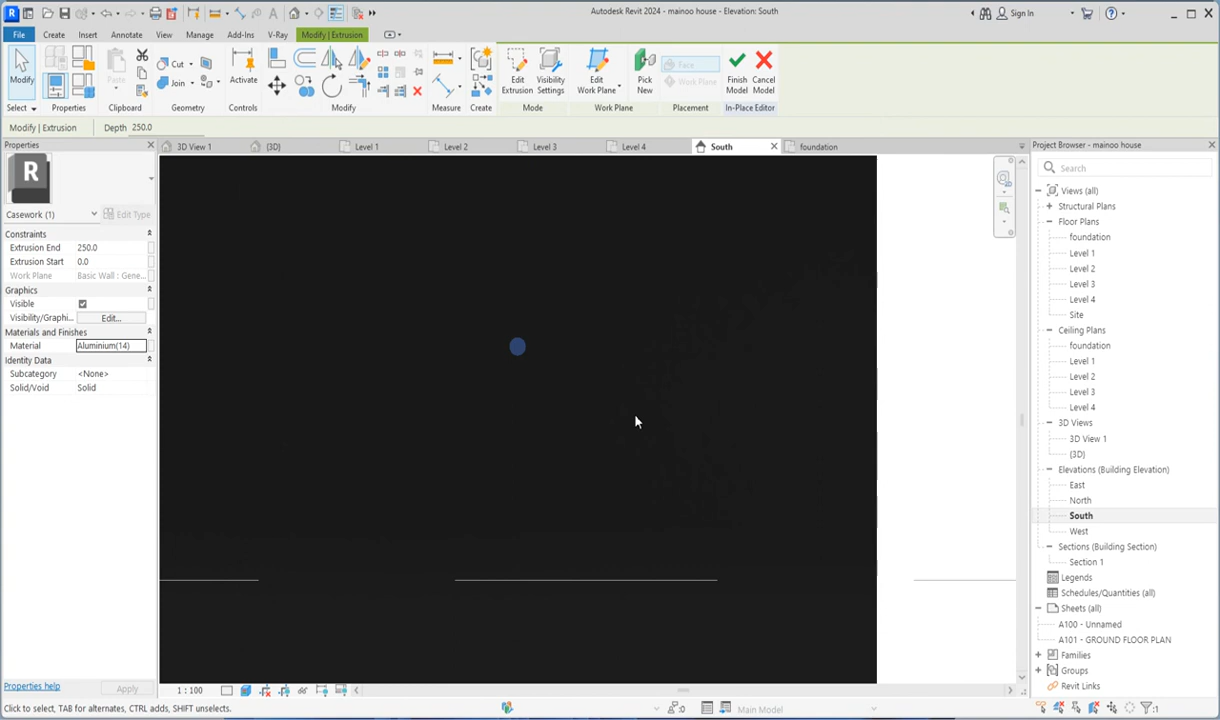 Autodesk Revit 2024 - mainoo house - Elevation: South
Sign In
File Create Insert Annotate View Manage Add-Ins V-Ray Modify | Extrusion
Modify
Paste
Cut
Join
Activate
Edit Extrusion
Visibility Settings
Edit Work Plane
Pick New
Face
Work Plane
Finish Model
Cancel Model
Select Properties Clipboard Geometry Controls Modify Measure Create Mode Work Plane Placement In-Place Editor
Modify | Extrusion Depth 250.0
Properties
3D View 1 {3D} Level 1 Level 2 Level 3 Level 4 South foundation
Project Browser - mainoo house
R
Casework (1) Edit Type
Constraints
Extrusion End 250.0
Extrusion Start 0.0
Work Plane Basic Wall : Gene...
Graphics
Visible
Visibility/Graphi... Edit...
Materials and Finishes
Material Aluminium(14)
Identity Data
Subcategory <None>
Solid/Void Solid
Search
Views (all)
Structural Plans
Floor Plans
foundation
Level 1
Level 2
Level 3
Level 4
Site
Ceiling Plans
foundation
Level 1
Level 2
Level 3
Level 4
3D Views
3D View 1
{3D}
Elevations (Building Elevation)
East
North
South
West
Sections (Building Section)
Section 1
Legends
Schedules/Quantities (all)
Sheets (all)
A100 - Unnamed
A101 - GROUND FLOOR PLAN
Families
Groups
Revit Links
Properties help Apply
1 : 100
Click to select, TAB for alternates, CTRL adds, SHIFT unselects.
:0
Main Model
:1